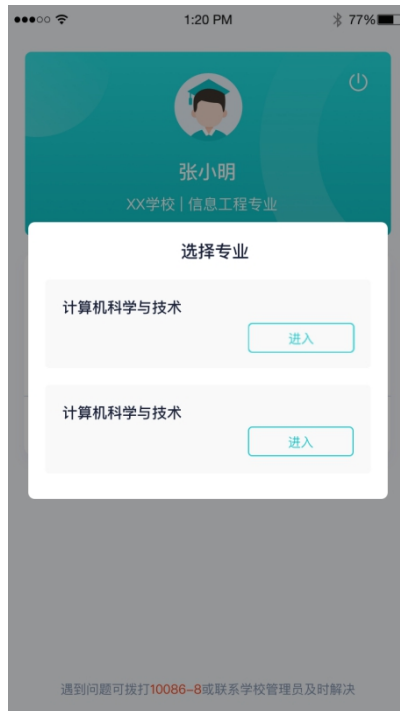 1:20 PM
77%
张小明
XX学校 | 信息工程专业
选择专业
计算机科学与技术
进入
计算机科学与技术
进入
遇到问题可拨打10086-8或联系学校管理员及时解决